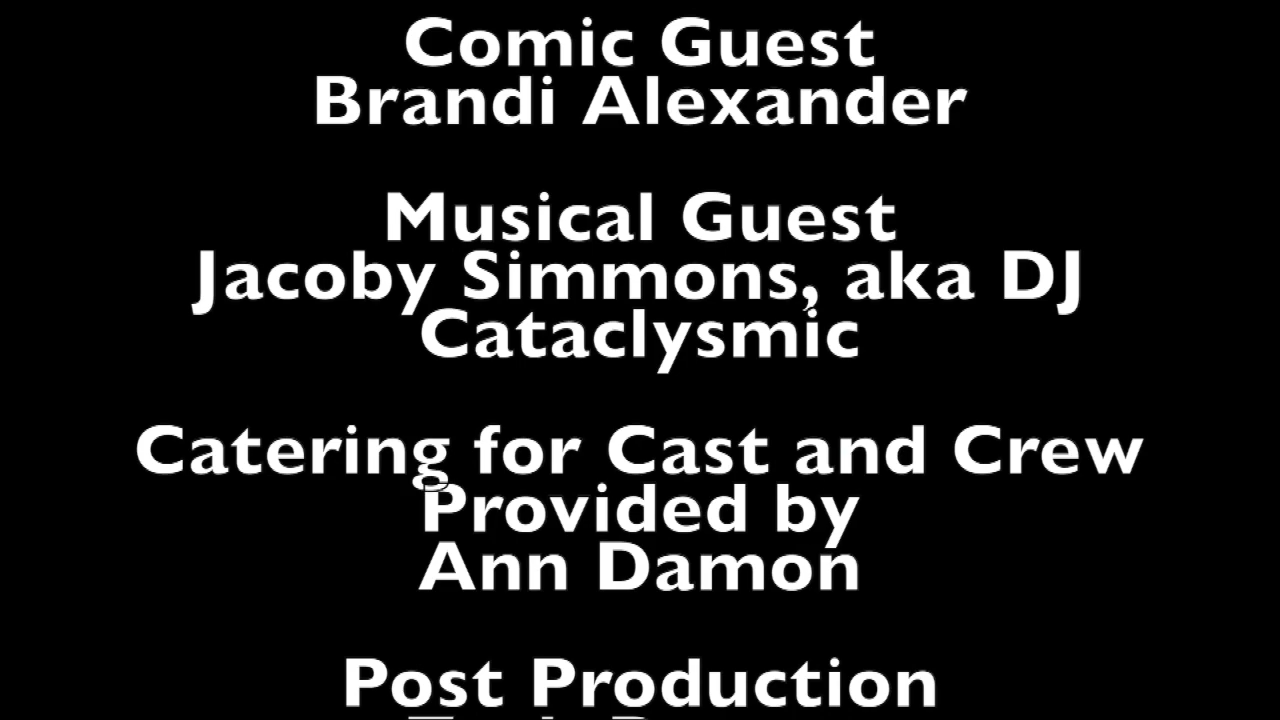 Comic Guest
Brandi Alexander
Musical Guest
Jacoby Simmons, aka DJ
Cataclysmic
Catering for Cast and Crew
Provided by
Ann Damon
Post Production